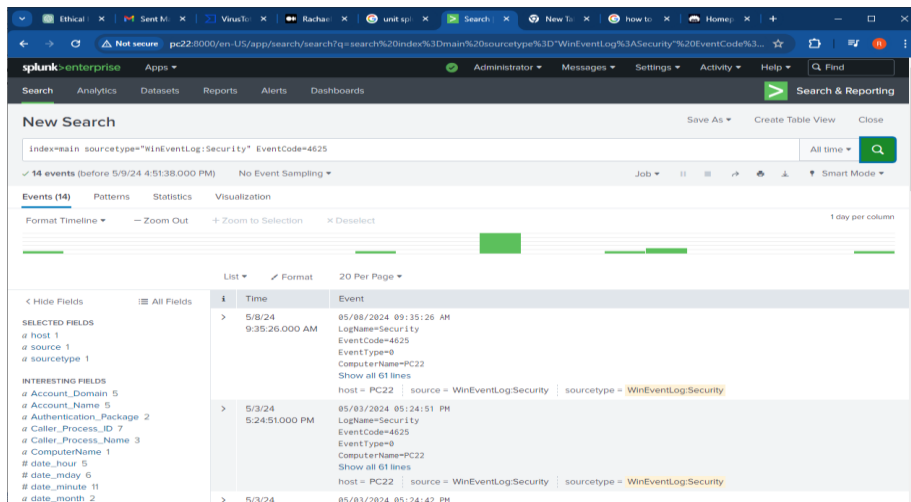 Ethical
Sent M
VirusTo
Rachae
unit spl
Search
New Ta
how to
Homep
Not secure pc22:8000/en-US/app/search/search?q=search%20index%3Dmain%20sourcetype%3D"WinEventLog%3ASecurity"%20EventCode%3...
splunk>enterprise Apps Administrator Messages Settings Activity Help Find
Search Analytics Datasets Reports Alerts Dashboards Search & Reporting
New Search Save As Create Table View Close
index=main sourcetype="WinEventLog:Security" EventCode=4625 All time
14 events (before 5/9/24 4:51:38.000 PM) No Event Sampling Job Smart Mode
Events (14) Patterns Statistics Visualization
Format Timeline — Zoom Out + Zoom to Selection × Deselect 1 day per column
List Format 20 Per Page
< Hide Fields All Fields i Time Event
SELECTED FIELDS
a host 1
a source 1
a sourcetype 1
INTERESTING FIELDS
a Account_Domain 5
a Account_Name 5
a Authentication_Package 2
a Caller_Process_ID 7
a Caller_Process_Name 3
a ComputerName 1
# date_hour 5
# date_mday 6
# date_minute 11
a date_month 2
> 5/8/24
9:35:26.000 AM
05/08/2024 09:35:26 AM
LogName=Security
EventCode=4625
EventType=0
ComputerName=PC22
Show all 61 lines
host = PC22 source = WinEventLog:Security sourcetype = WinEventLog:Security
> 5/3/24
5:24:51.000 PM
05/03/2024 05:24:51 PM
LogName=Security
EventCode=4625
EventType=0
ComputerName=PC22
Show all 61 lines
host = PC22 source = WinEventLog:Security sourcetype = WinEventLog:Security
> 5/3/24
05/03/2024 05:24:42 PM